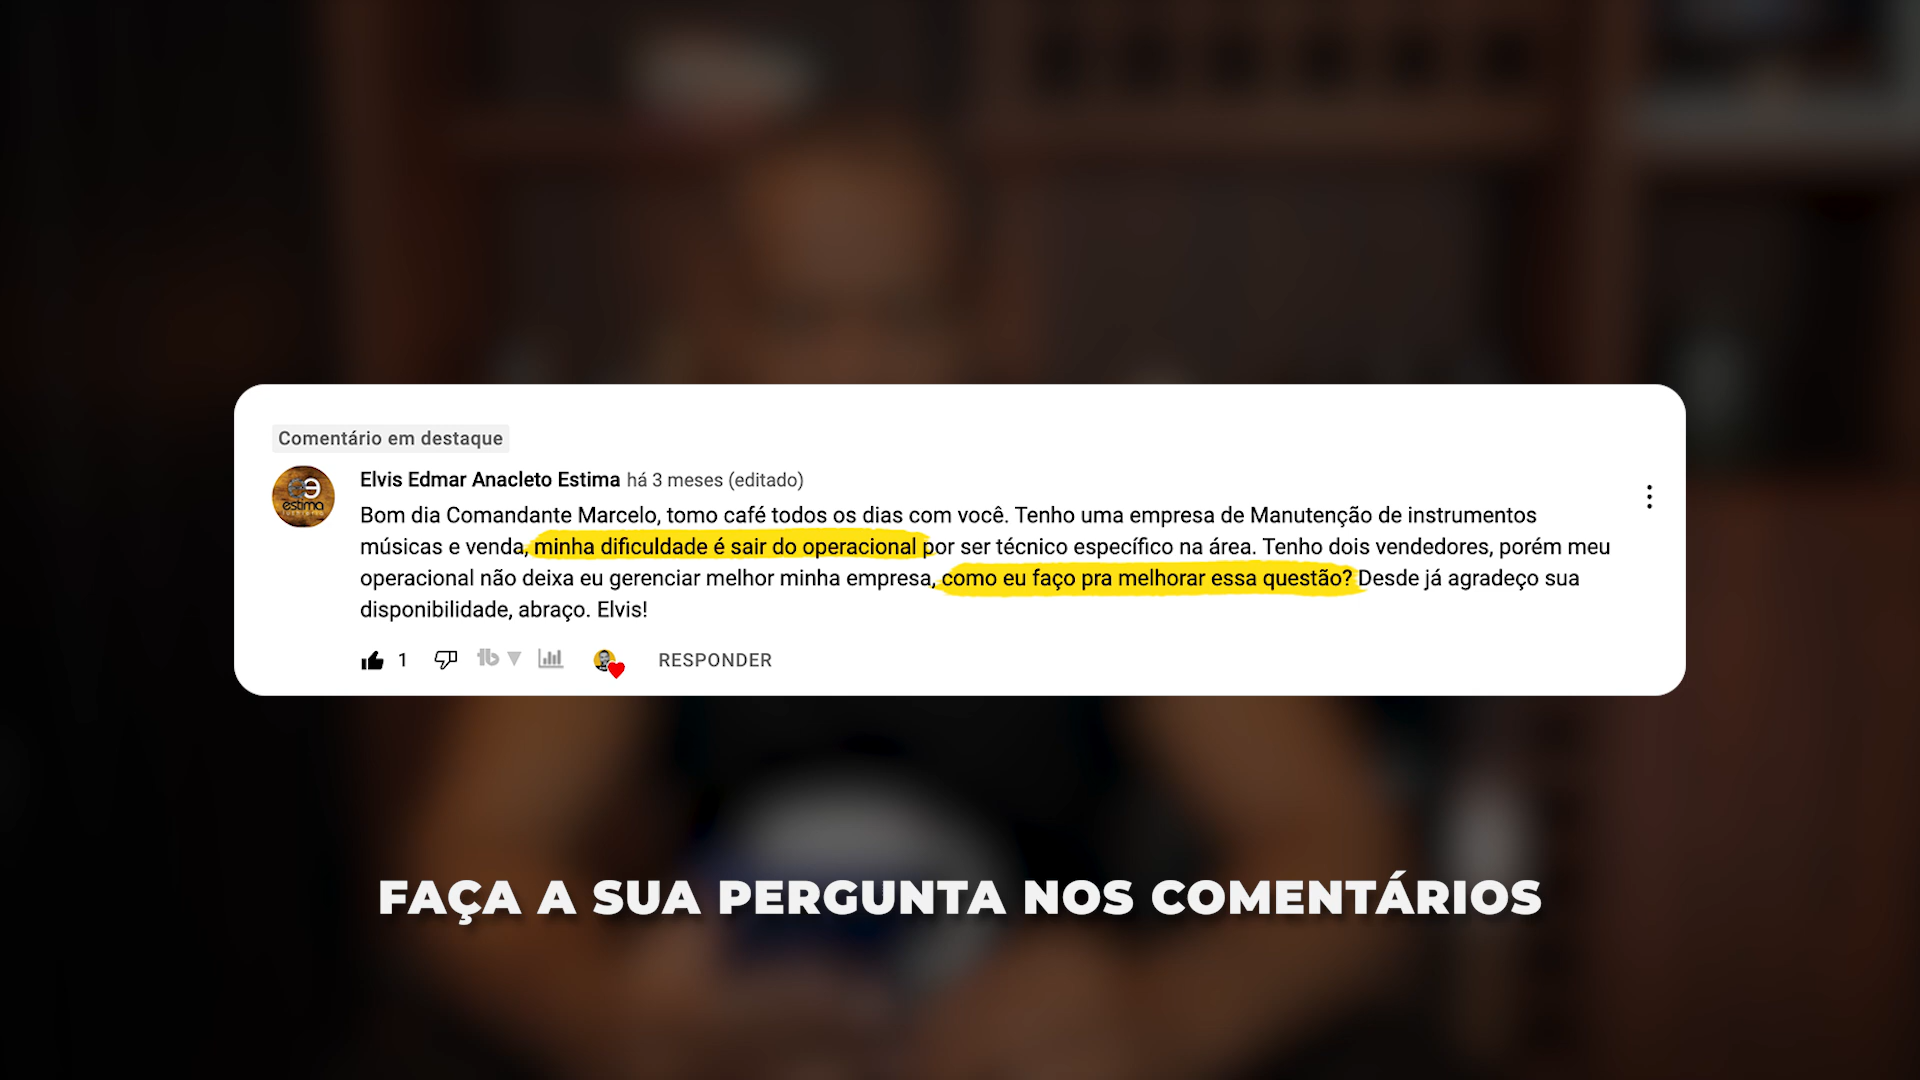 Comentário em destaque
Elvis Edmar Anacleto Estima há 3 meses (editado)
estima
Bom dia Comandante Marcelo, tomo café todos os dias com você. Tenho uma empresa de Manutenção de instrumentos
músicas e venda, minha dificuldade é sair do operacional por ser técnico específico na área. Tenho dois vendedores, porém meu
operacional não deixa eu gerenciar melhor minha empresa, como eu faço pra melhorar essa questão? Desde já agradeço sua
disponibilidade, abraço. Elvis!
1
RESPONDER
FAÇA A SUA PERGUNTA NOS COMENTÁRIOS